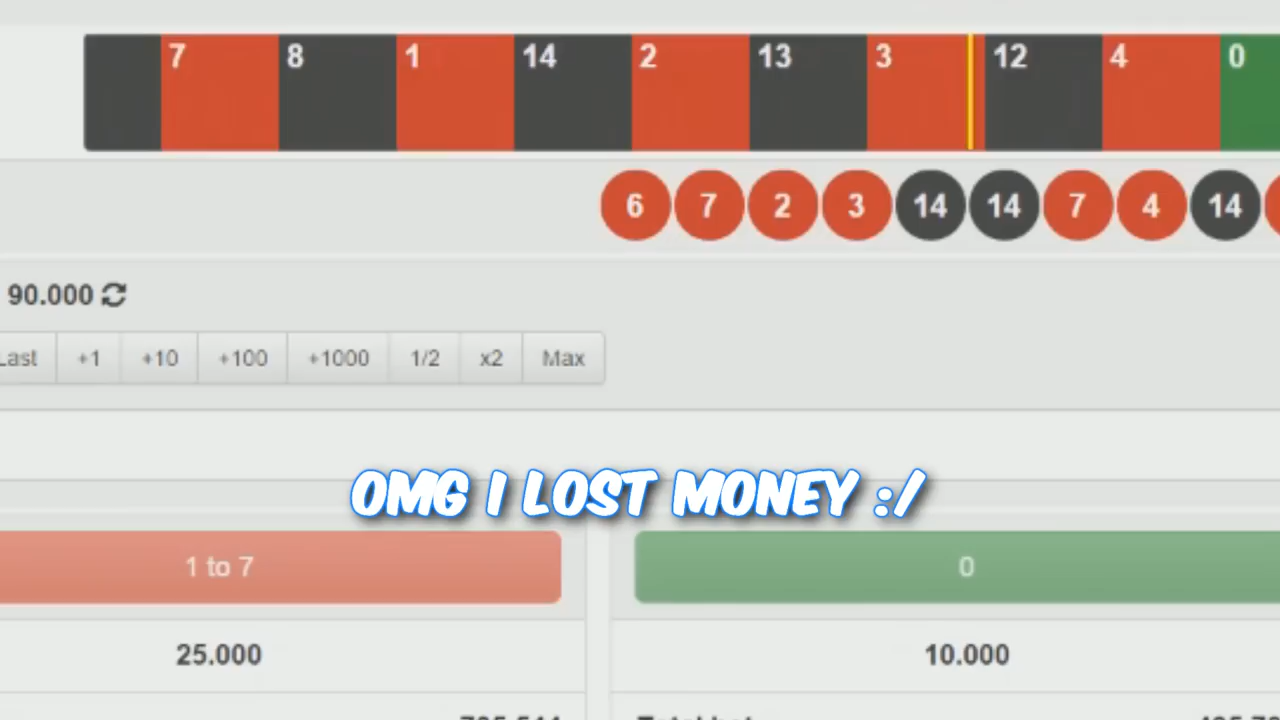 7 8 1 14 2 13 3 12 4 0
6 7 2 3 14 14 7 4 14
90.000
Last +1 +10 +100 +1000 1/2 x2 Max
OMG I LOST MONEY :/
1 to 7 0
25.000 10.000